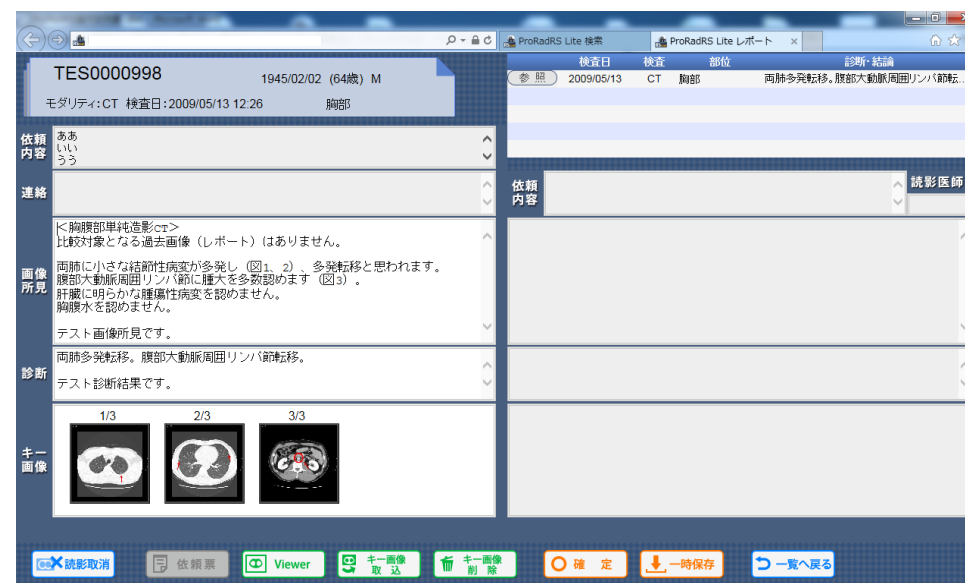 ProRadRS Lite 検索
ProRadRS Lite レポート ×
TES0000998
1945/02/02 (64歳) M
モダリティ:CT 検査日:2009/05/13 12:26 胸部
検査日 検査 部位 診断・結論
参 照 2009/05/13 CT 胸部 両肺多発転移。腹部大動脈周囲リンパ節転...
依頼内容
ああ
いい
うう
連絡
依頼内容
読影医師
画像所見
<胸腹部単純造影CT>
比較対象となる過去画像（レポート）はありません。
両肺に小さな結節性病変が多発し（図1、2）、多発転移と思われます。
腹部大動脈周囲リンパ節に腫大を多数認めます（図3）。
肝臓に明らかな腫瘍性病変を認めません。
胸腹水を認めません。
テスト画像所見です。
診断
両肺多発転移。腹部大動脈周囲リンパ節転移。
テスト診断結果です。
キー画像
1/3 2/3 3/3
読影取消 依頼票 Viewer キー画像取込 キー画像削除 確定 一時保存 一覧へ戻る